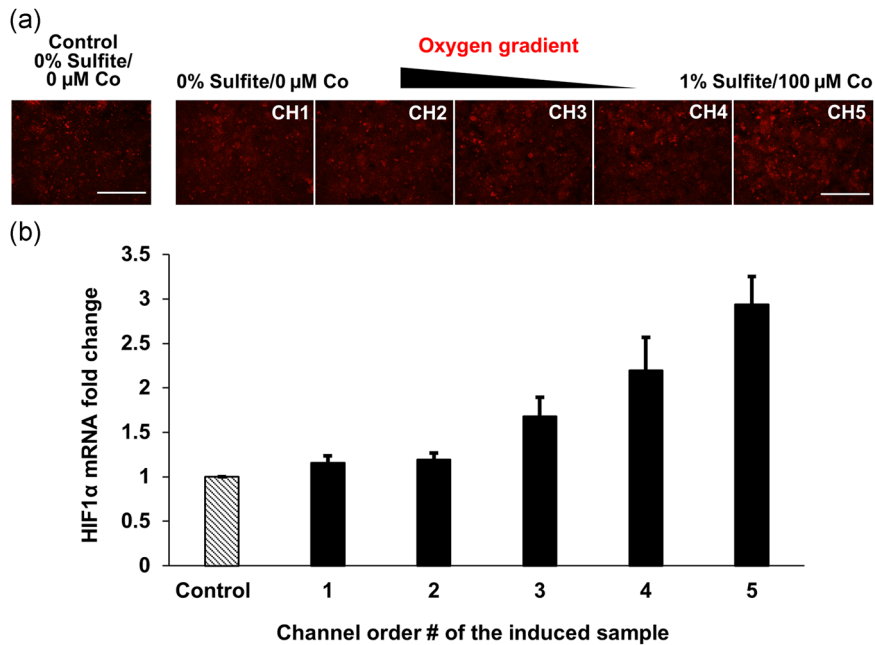 (a)
Control
0% Sulfite/
0 µM Co
Oxygen gradient
0% Sulfite/0 µM Co
1% Sulfite/100 µM Co
CH1
CH2
CH3
CH4
CH5
(b)
HIF1α mRNA fold change
3.5
3
2.5
2
1.5
1
0.5
0
Control
1
2
3
4
5
Channel order # of the induced sample